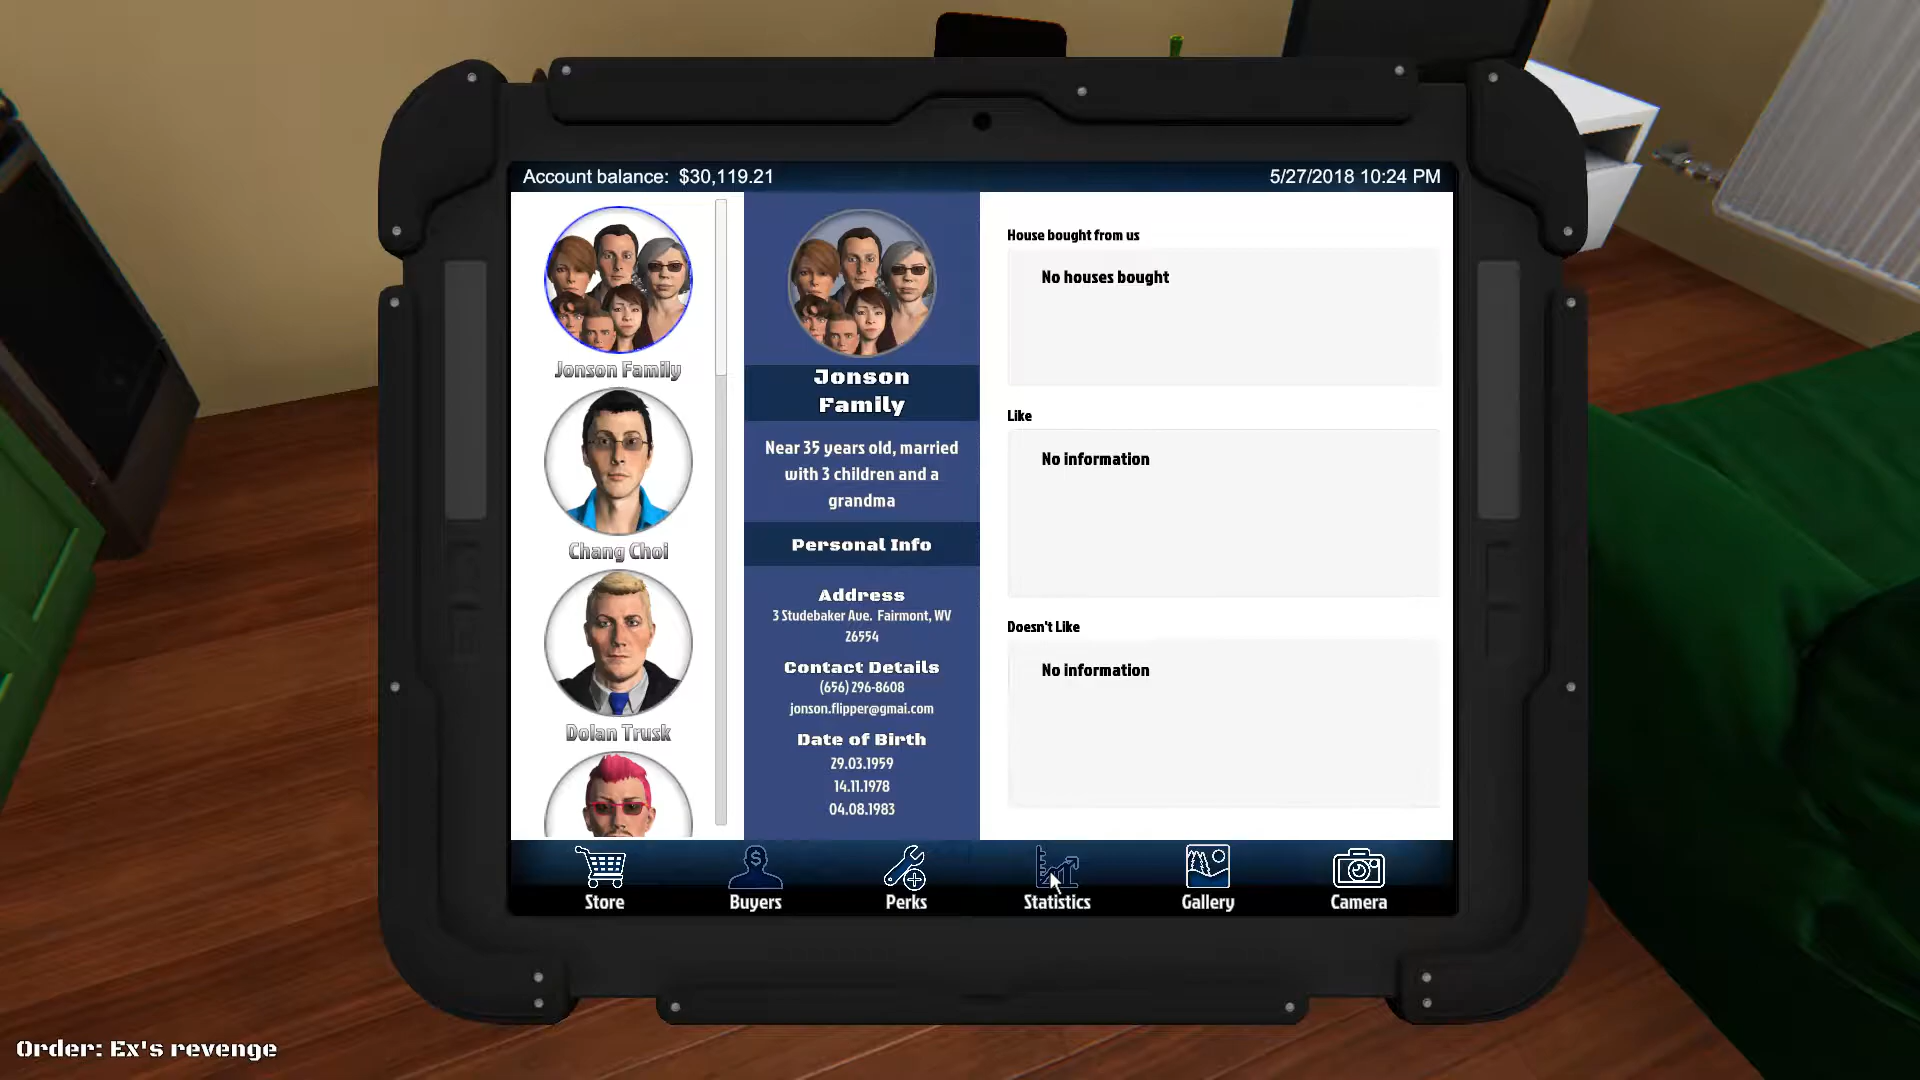 Account balance: $30,119.21
5/27/2018 10:24 PM
Jonson Family
Chang Choi
Dolan Trusk
Jonson
Family
Near 35 years old, married
with 3 children and a
grandma
Personal Info
Address
3 Studebaker Ave. Fairmont, WV
26554
Contact Details
(656) 296-8608
jonson.flipper@gmai.com
Date of Birth
29.03.1959
14.11.1978
04.08.1983
House bought from us
No houses bought
Like
No information
Doesn't Like
No information
Store
Buyers
Perks
Statistics
Gallery
Camera
Order: Ex's revenge